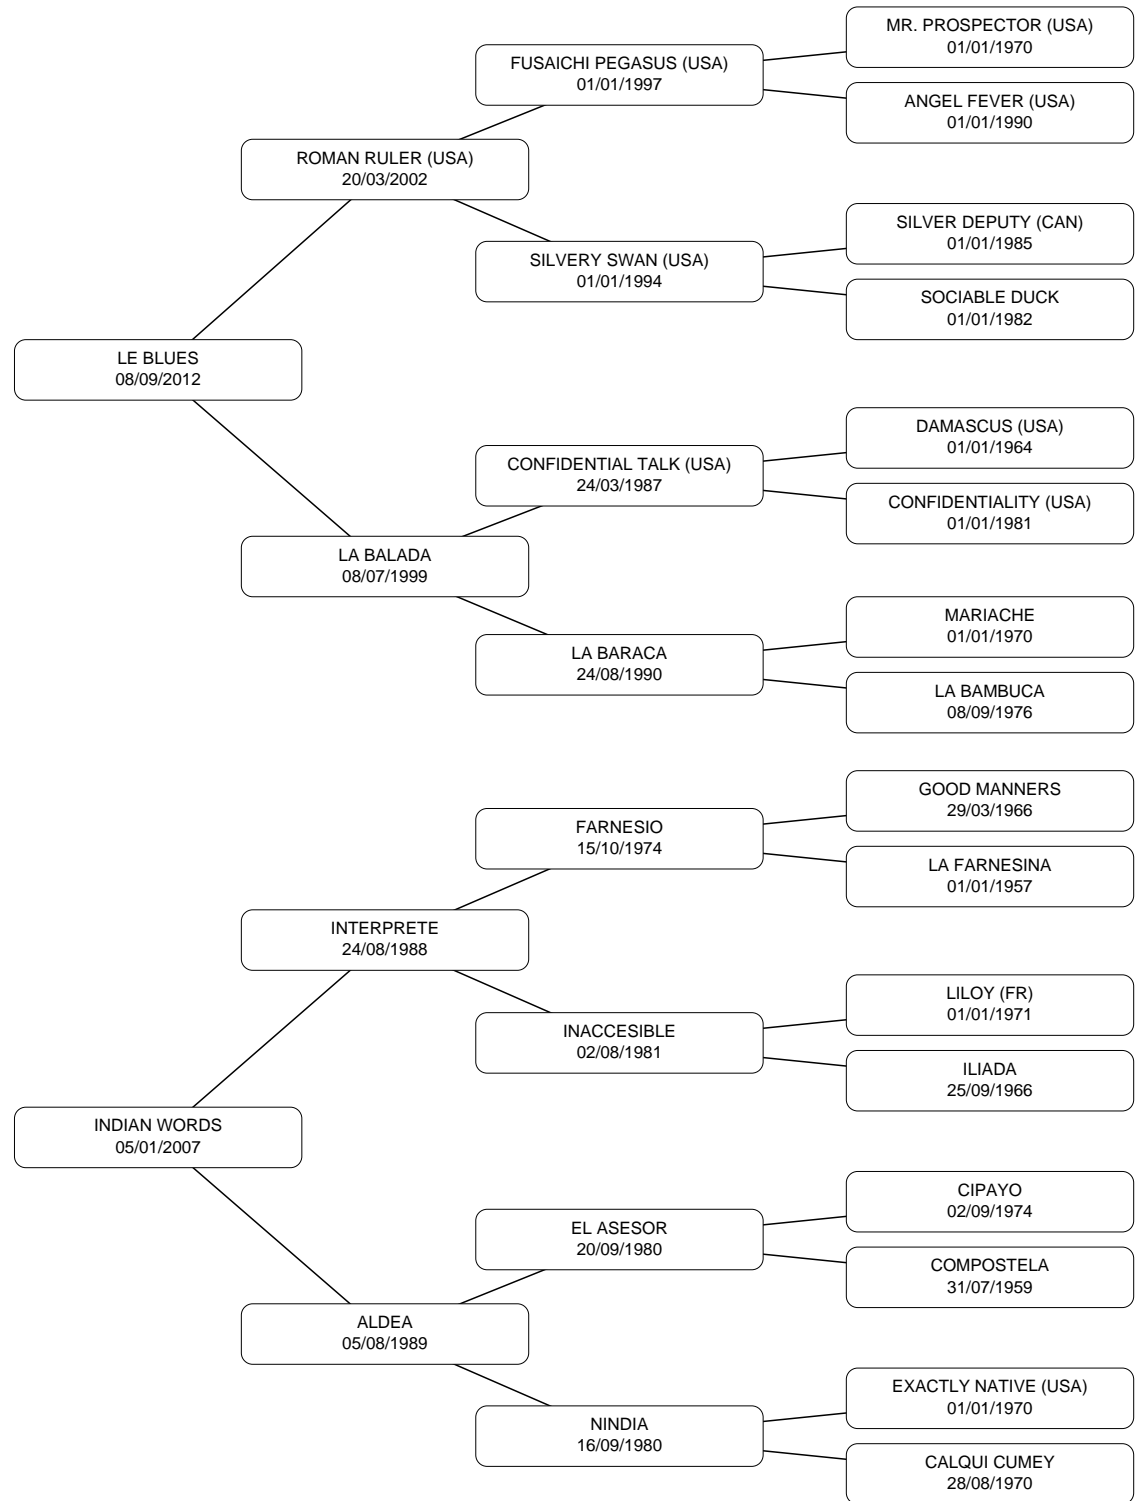 MR. PROSPECTOR (USA)
01/01/1970
FUSAICHI PEGASUS (USA)
01/01/1997
ANGEL FEVER (USA)
01/01/1990
ROMAN RULER (USA)
20/03/2002
SILVER DEPUTY (CAN)
01/01/1985
SILVERY SWAN (USA)
01/01/1994
SOCIABLE DUCK
01/01/1982
LE BLUES
08/09/2012
DAMASCUS (USA)
01/01/1964
CONFIDENTIAL TALK (USA)
24/03/1987
CONFIDENTIALITY (USA)
01/01/1981
LA BALADA
08/07/1999
MARIACHE
01/01/1970
LA BARACA
24/08/1990
LA BAMBUCA
08/09/1976
GOOD MANNERS
29/03/1966
FARNESIO
15/10/1974
LA FARNESINA
01/01/1957
INTERPRETE
24/08/1988
LILOY (FR)
01/01/1971
INACCESIBLE
02/08/1981
ILIADA
25/09/1966
INDIAN WORDS
05/01/2007
CIPAYO
02/09/1974
EL ASESOR
20/09/1980
COMPOSTELA
31/07/1959
ALDEA
05/08/1989
EXACTLY NATIVE (USA)
01/01/1970
NINDIA
16/09/1980
CALQUI CUMEY
28/08/1970